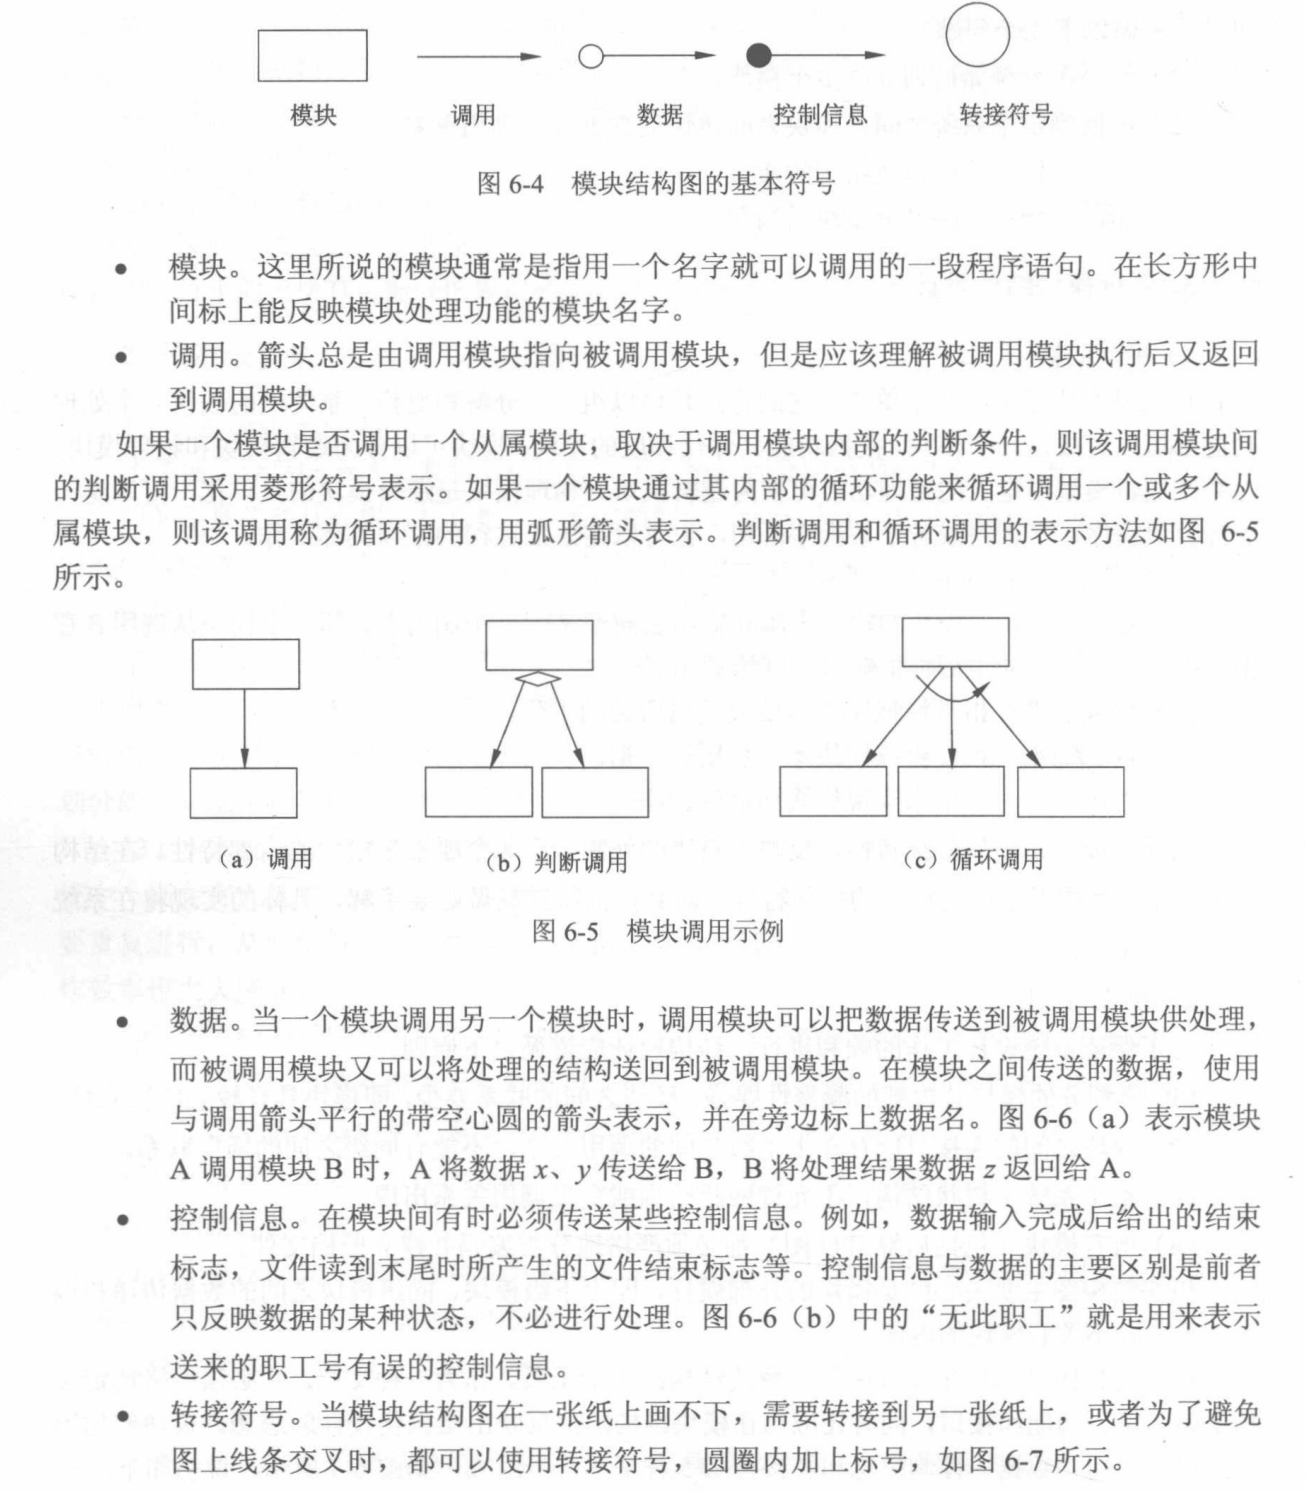 模块 调用 数据 控制信息 转接符号
图 6-4 模块结构图的基本符号
● 模块。这里所说的模块通常是指用一个名字就可以调用的一段程序语句。在长方形中
间标上能反映模块处理功能的模块名字。
● 调用。箭头总是由调用模块指向被调用模块，但是应该理解被调用模块执行后又返回
到调用模块。
如果一个模块是否调用一个从属模块，取决于调用模块内部的判断条件，则该调用模块间
的判断调用采用菱形符号表示。如果一个模块通过其内部的循环功能来循环调用一个或多个从
属模块，则该调用称为循环调用，用弧形箭头表示。判断调用和循环调用的表示方法如图 6-5
所示。
（a）调用 （b）判断调用 （c）循环调用
图 6-5 模块调用示例
● 数据。当一个模块调用另一个模块时，调用模块可以把数据传送到被调用模块供处理，
而被调用模块又可以将处理的结构送回到被调用模块。在模块之间传送的数据，使用
与调用箭头平行的带空心圆的箭头表示，并在旁边标上数据名。图 6-6（a）表示模块
A 调用模块 B 时，A 将数据 x、y 传送给 B，B 将处理结果数据 z 返回给 A。
● 控制信息。在模块间有时必须传送某些控制信息。例如，数据输入完成后给出的结束
标志，文件读到末尾时所产生的文件结束标志等。控制信息与数据的主要区别是前者
只反映数据的某种状态，不必进行处理。图 6-6（b）中的“无此职工”就是用来表示
送来的职工号有误的控制信息。
● 转接符号。当模块结构图在一张纸上画不下，需要转接到另一张纸上，或者为了避免
图上线条交叉时，都可以使用转接符号，圆圈内加上标号，如图 6-7 所示。